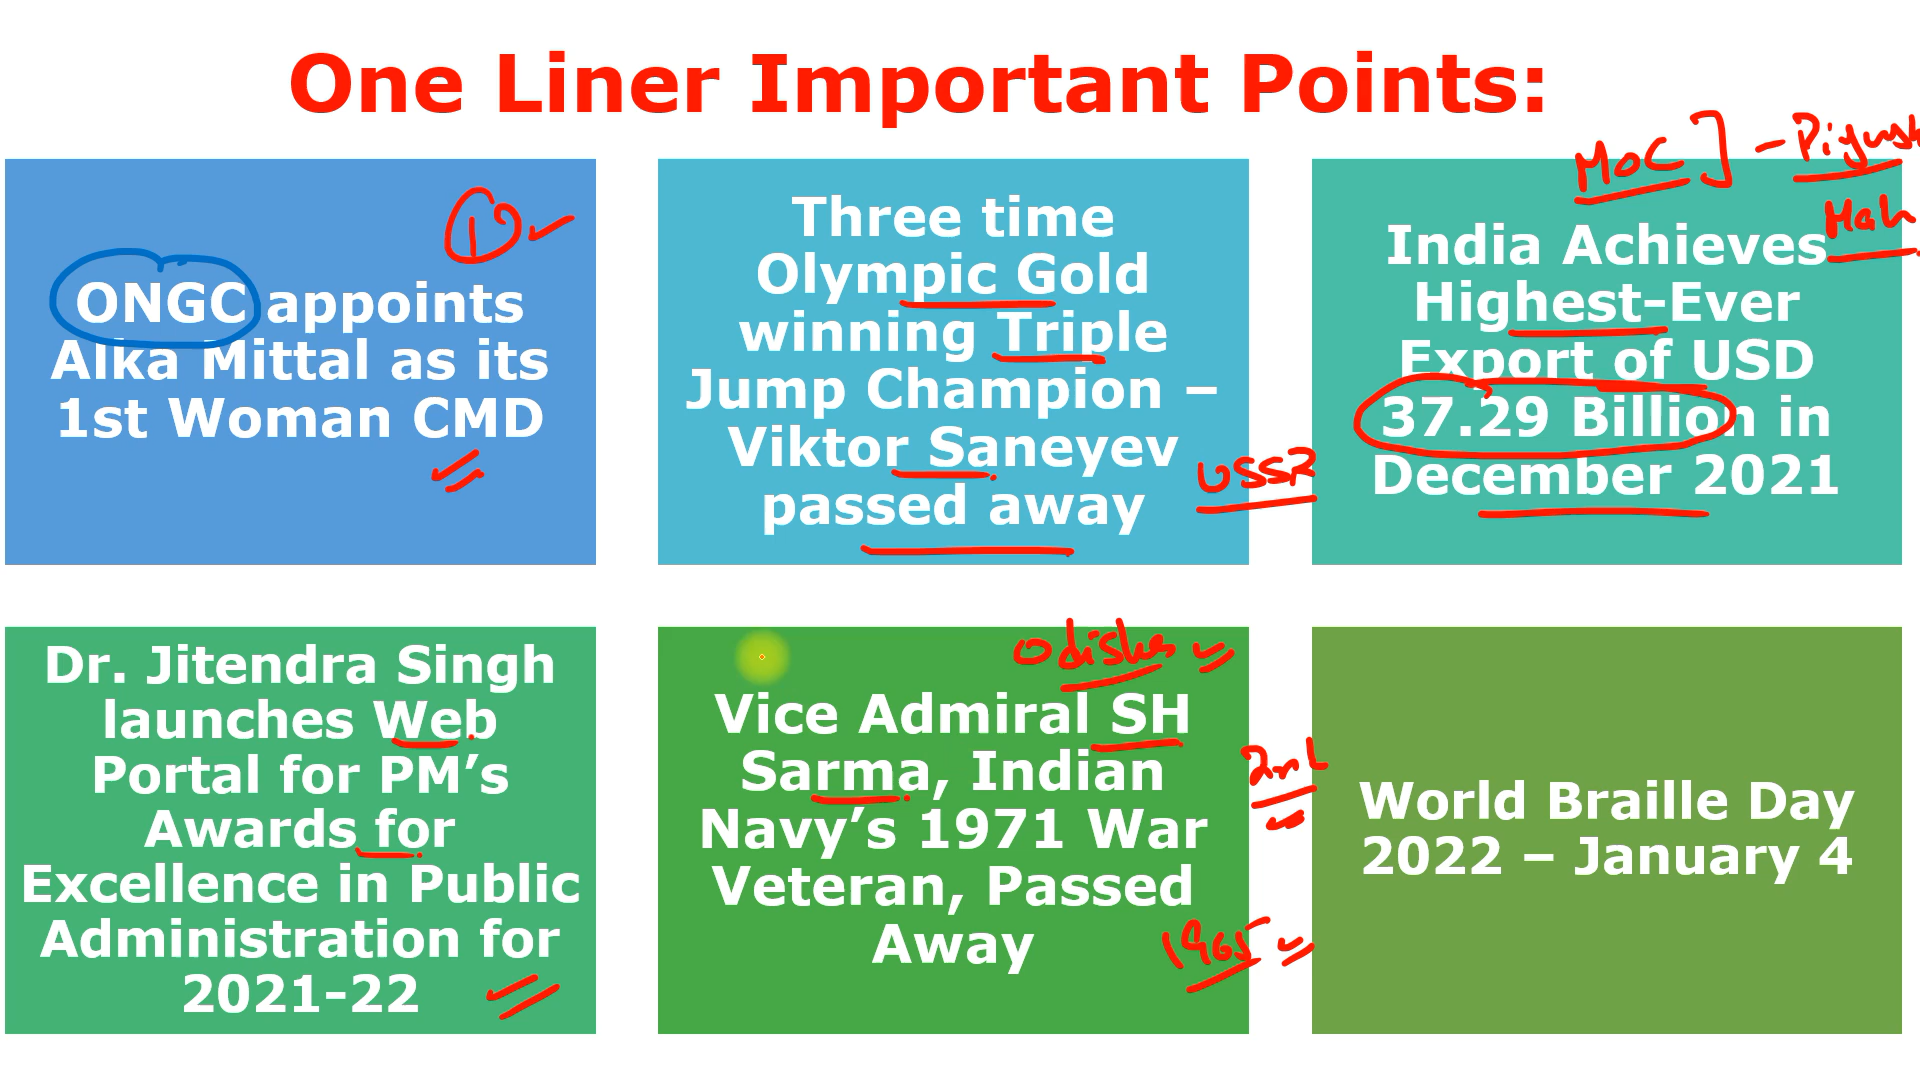 One Liner Important Points:
MOC] - Piyush
Mah
ONGC appoints
Alka Mittal as its
1st Woman CMD
Three time
Olympic Gold
winning Triple
Jump Champion –
Viktor Saneyev
passed away
USSR
India Achieves
Highest-Ever
Export of USD
37.29 Billion in
December 2021
Dr. Jitendra Singh
launches Web
Portal for PM’s
Awards for
Excellence in Public
Administration for
2021-22
Odisha
Vice Admiral SH
Sarma, Indian
Navy’s 1971 War
Veteran, Passed
Away
1965
World Braille Day
2022 – January 4